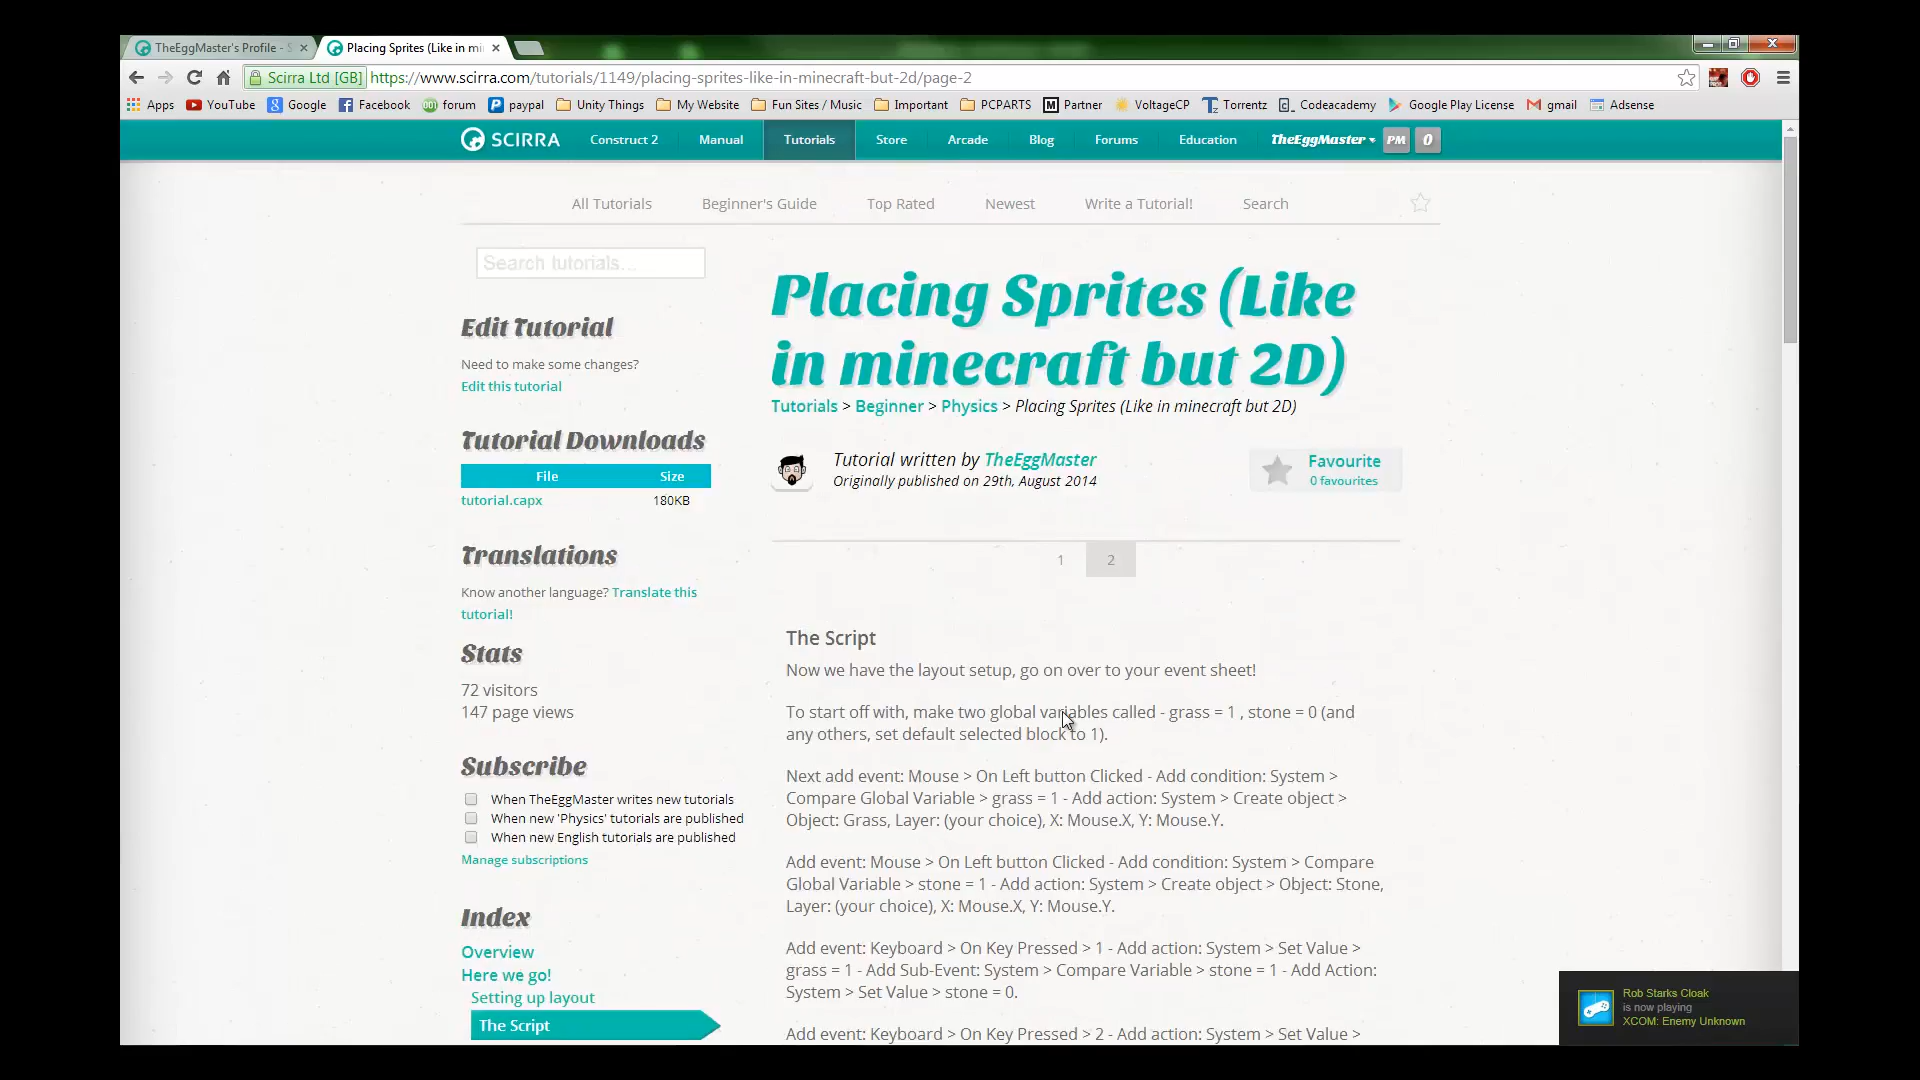 TheEggMaster's Profile - S
Placing Sprites (Like in mi
Scirra Ltd [GB]
https://www.scirra.com/tutorials/1149/placing-sprites-like-in-minecraft-but-2d/page-2
Apps YouTube Google Facebook forum paypal Unity Things My Website Fun Sites / Music Important PCPARTS Partner VoltageCP Torrentz Codeacademy Google Play License gmail Adsense
SCIRRA Construct 2 Manual Tutorials Store Arcade Blog Forums Education TheEggMaster PM 0
All Tutorials Beginner's Guide Top Rated Newest Write a Tutorial! Search
Search tutorials...
Edit Tutorial
Need to make some changes?
Edit this tutorial
Tutorial Downloads
File Size
tutorial.capx 180KB
Translations
Know another language? Translate this
tutorial!
Stats
72 visitors
147 page views
Subscribe
When TheEggMaster writes new tutorials
When new 'Physics' tutorials are published
When new English tutorials are published
Manage subscriptions
Index
Overview
Here we go!
Setting up layout
The Script
Placing Sprites (Like
in minecraft but 2D)
Tutorials > Beginner > Physics > Placing Sprites (Like in minecraft but 2D)
Tutorial written by TheEggMaster
Originally published on 29th, August 2014
Favourite
0 favourites
1 2
The Script
Now we have the layout setup, go on over to your event sheet!
To start off with, make two global variables called - grass = 1 , stone = 0 (and
any others, set default selected block to 1).
Next add event: Mouse > On Left button Clicked - Add condition: System >
Compare Global Variable > grass = 1 - Add action: System > Create object >
Object: Grass, Layer: (your choice), X: Mouse.X, Y: Mouse.Y.
Add event: Mouse > On Left button Clicked - Add condition: System > Compare
Global Variable > stone = 1 - Add action: System > Create object > Object: Stone,
Layer: (your choice), X: Mouse.X, Y: Mouse.Y.
Add event: Keyboard > On Key Pressed > 1 - Add action: System > Set Value >
grass = 1 - Add Sub-Event: System > Compare Variable > stone = 1 - Add Action:
System > Set Value > stone = 0.
Add event: Keyboard > On Key Pressed > 2 - Add action: System > Set Value >
Rob Starks Cloak
is now playing
XCOM: Enemy Unknown